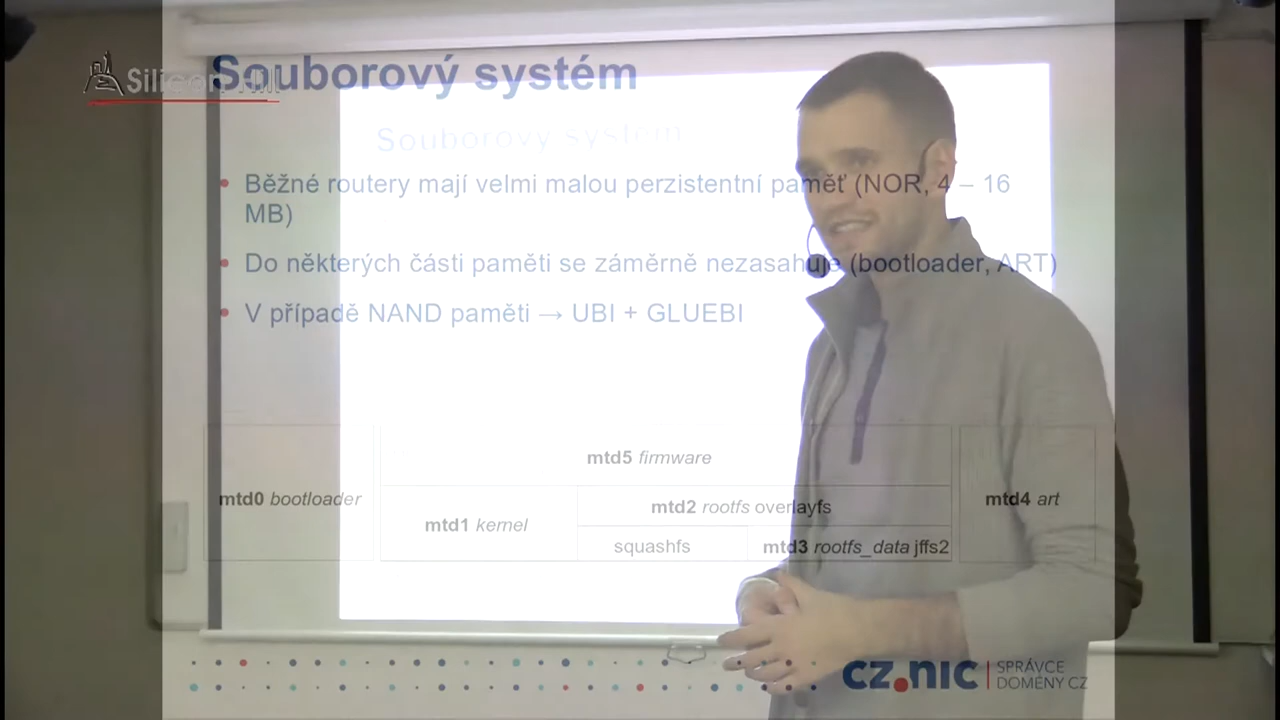 Silicon Hill
Souborový systém
Souborový systém
Běžné routery mají velmi malou perzistentní paměť (NOR, 4 – 16
MB)
Do některých části paměti se záměrně nezasahuje (bootloader, ART)
V případě NAND paměti → UBI + GLUEBI
mtd5 firmware
mtd0 bootloader
mtd2 rootfs overlayfs
mtd4 art
mtd1 kernel
squashfs
mtd3 rootfs_data jffs2
CZ.NIC
SPRÁVCE
DOMÉNY CZ